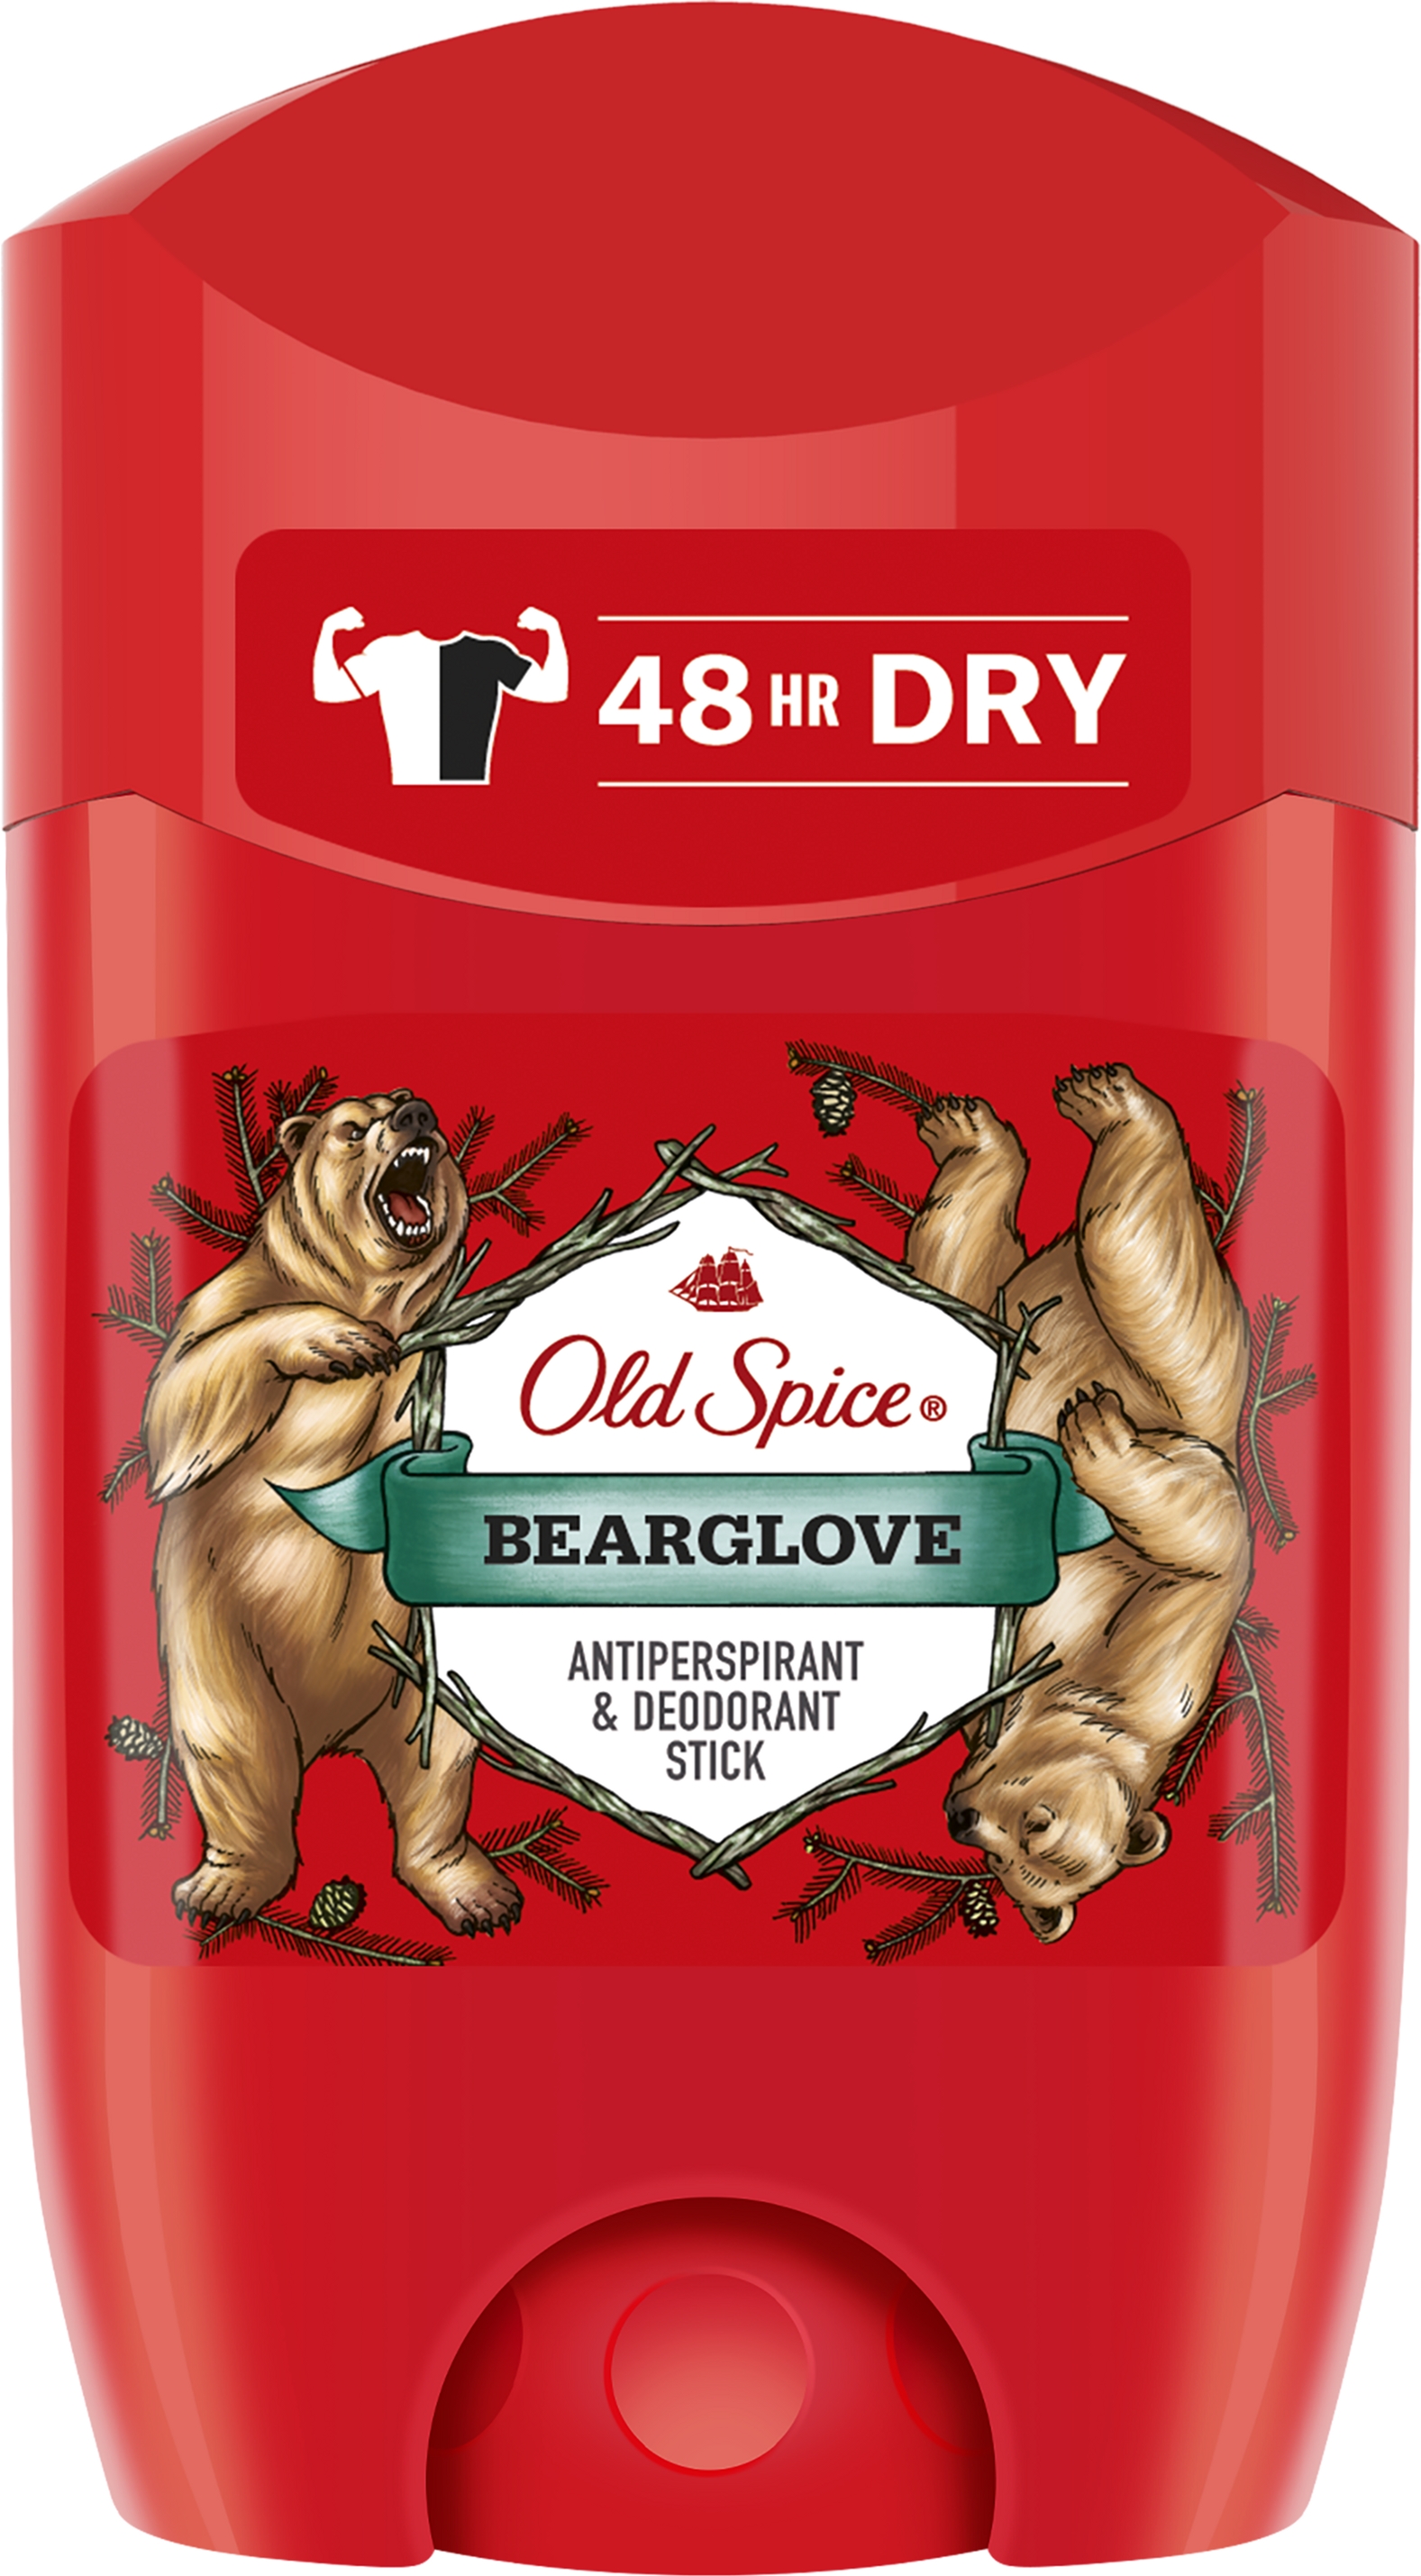 48 HR DRY
Old Spice®
BEARGLOVE
ANTIPERSPIRANT
& DEODORANT
STICK